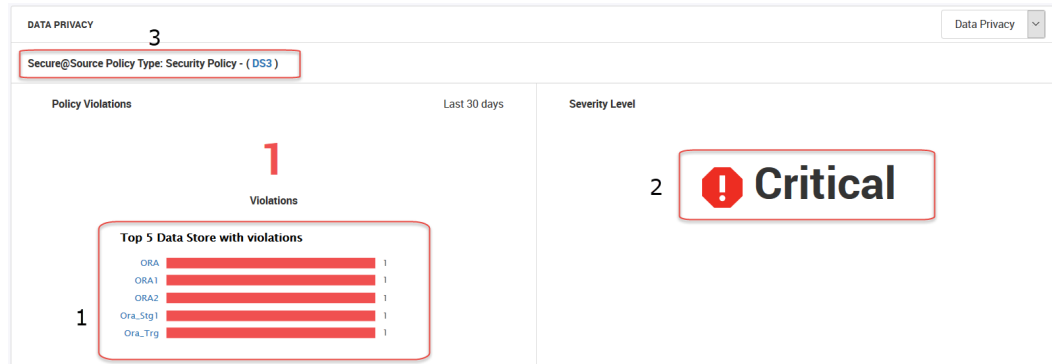 DATA PRIVACY
Data Privacy
3
Secure@Source Policy Type: Security Policy - ( DS3 )
Policy Violations
Last 30 days
Severity Level
1
Violations
2
Critical
Top 5 Data Store with violations
ORA 1
ORA1 1
ORA2 1
1
Ora_Stg1 1
Ora_Trg 1